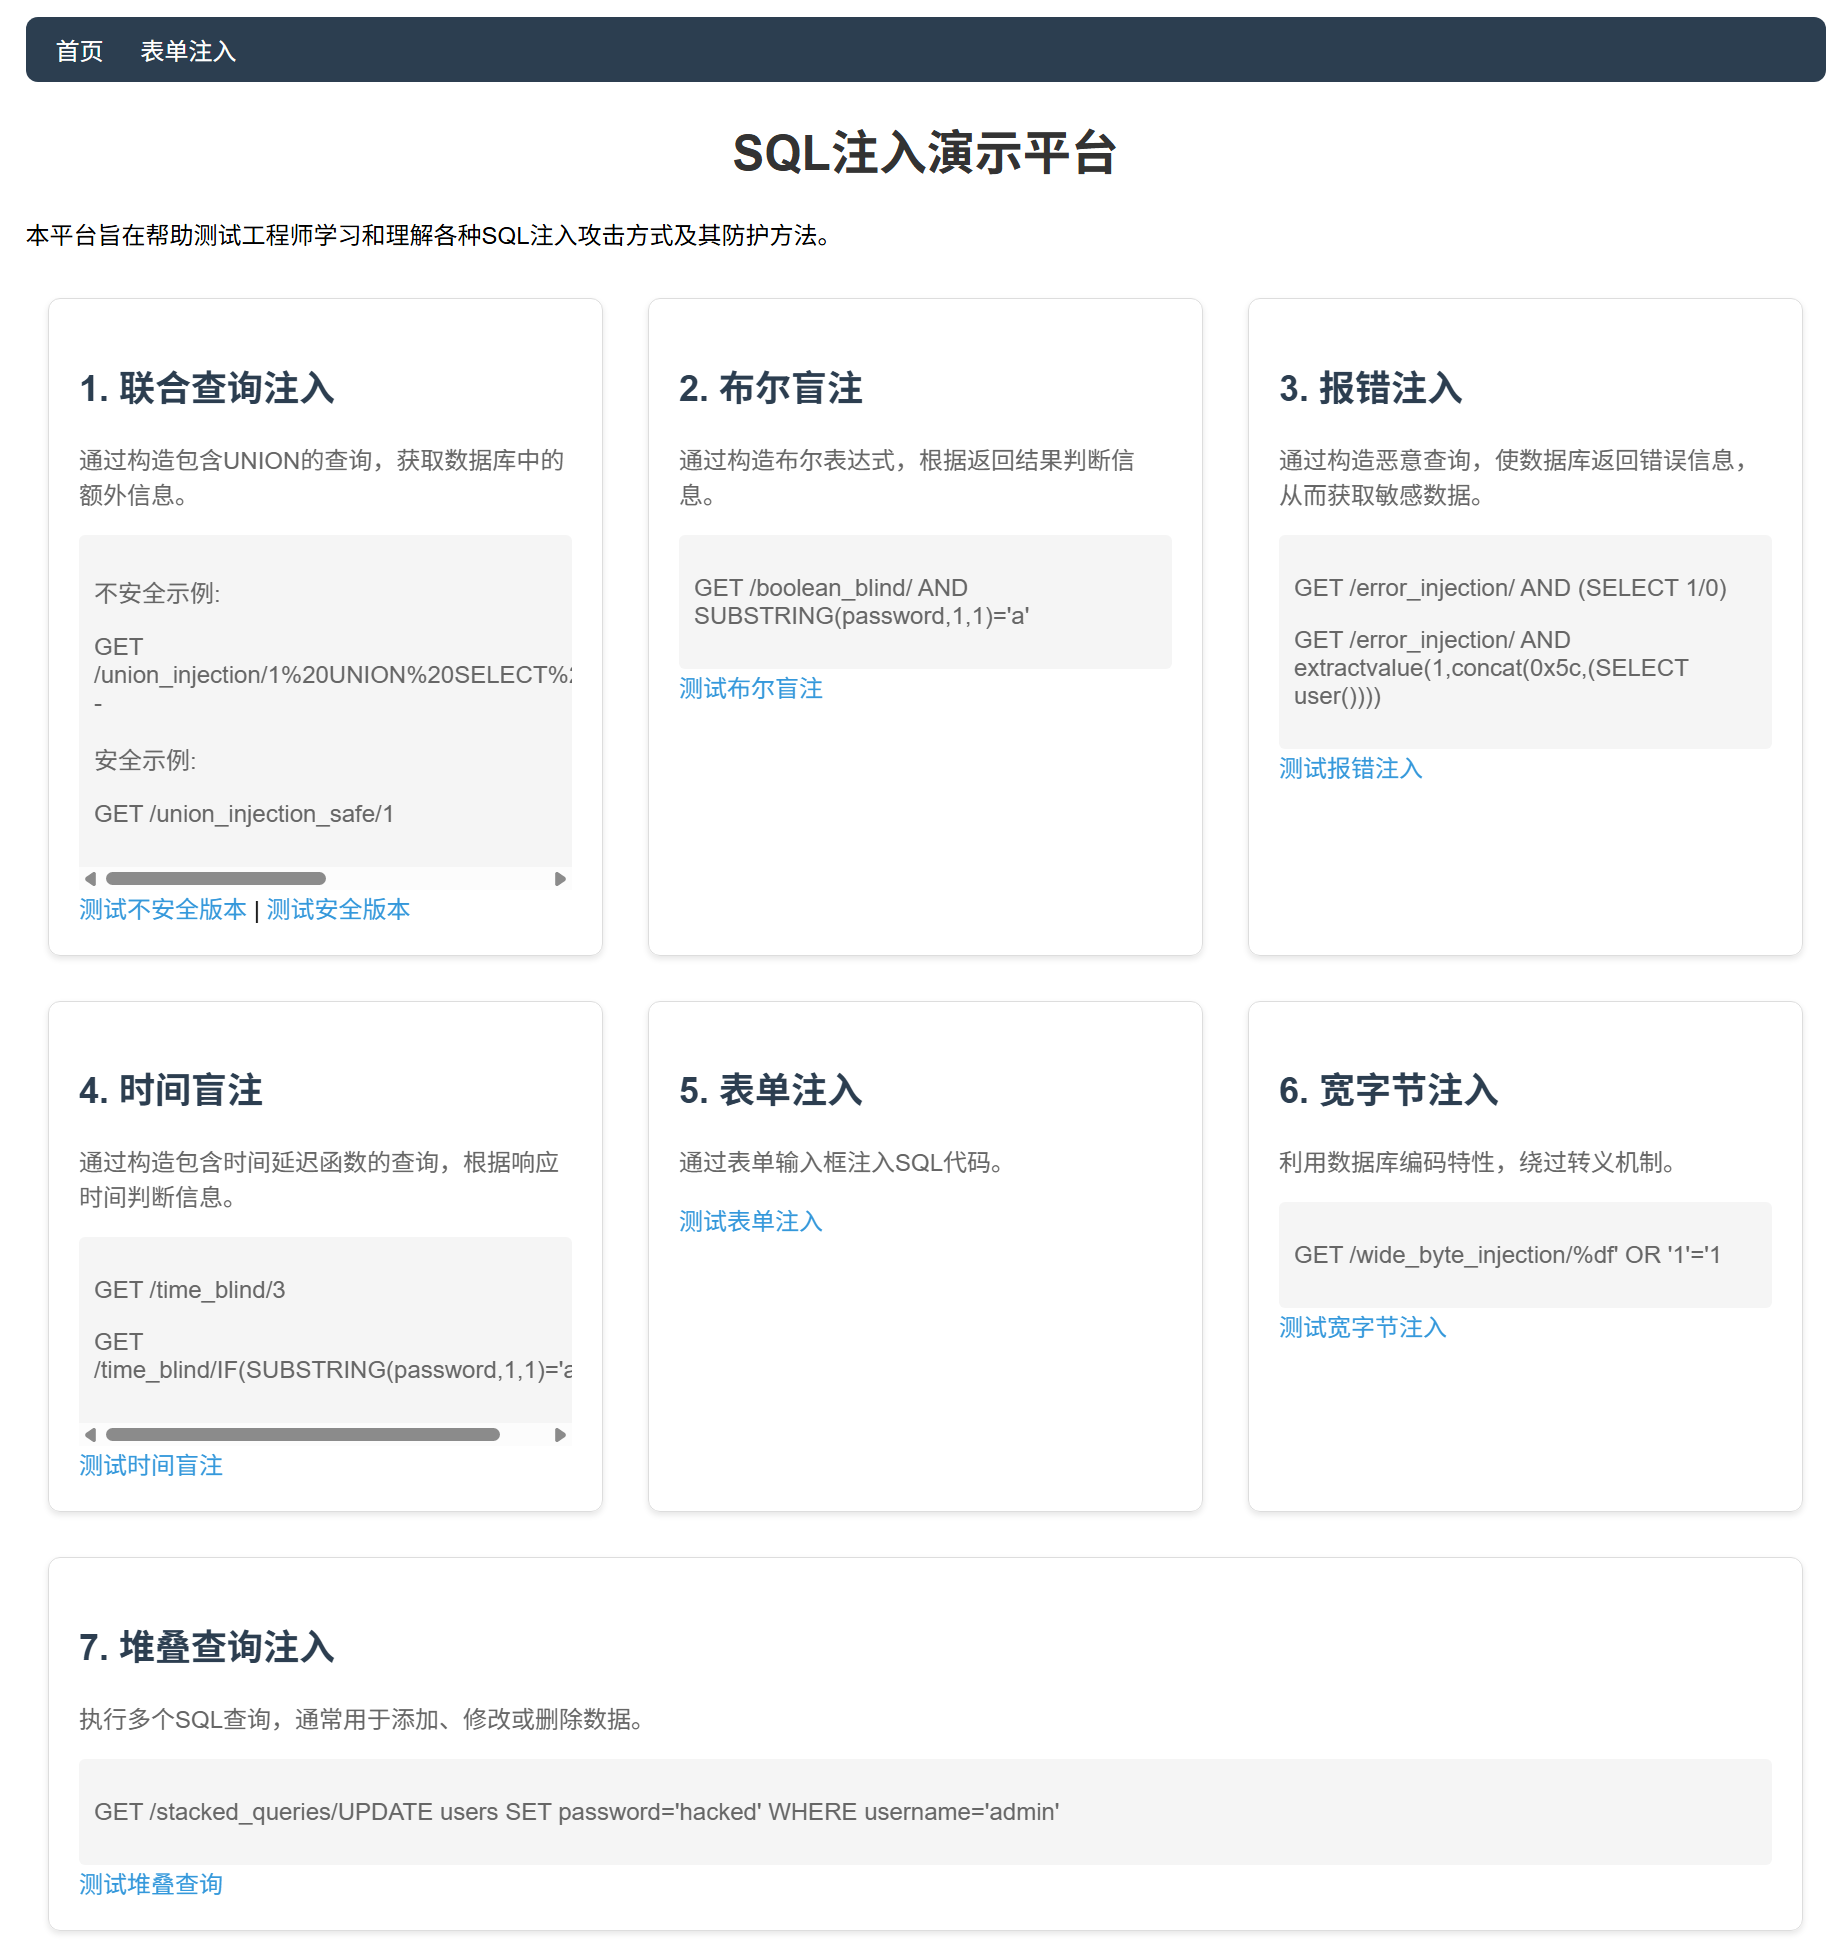 首页 表单注入
SQL注入演示平台
本平台旨在帮助测试工程师学习和理解各种SQL注入攻击方式及其防护方法。
1. 联合查询注入
通过构造包含UNION的查询，获取数据库中的
额外信息。
不安全示例:
GET
/union_injection/1%20UNION%20SELECT%
-
安全示例:
GET /union_injection_safe/1
测试不安全版本 | 测试安全版本
2. 布尔盲注
通过构造布尔表达式，根据返回结果判断信
息。
GET /boolean_blind/ AND
SUBSTRING(password,1,1)='a'
测试布尔盲注
3. 报错注入
通过构造恶意查询，使数据库返回错误信息，
从而获取敏感数据。
GET /error_injection/ AND (SELECT 1/0)
GET /error_injection/ AND
extractvalue(1,concat(0x5c,(SELECT
user())))
测试报错注入
4. 时间盲注
通过构造包含时间延迟函数的查询，根据响应
时间判断信息。
GET /time_blind/3
GET
/time_blind/IF(SUBSTRING(password,1,1)='a
测试时间盲注
5. 表单注入
通过表单输入框注入SQL代码。
测试表单注入
6. 宽字节注入
利用数据库编码特性，绕过转义机制。
GET /wide_byte_injection/%df' OR '1'='1
测试宽字节注入
7. 堆叠查询注入
执行多个SQL查询，通常用于添加、修改或删除数据。
GET /stacked_queries/UPDATE users SET password='hacked' WHERE username='admin'
测试堆叠查询